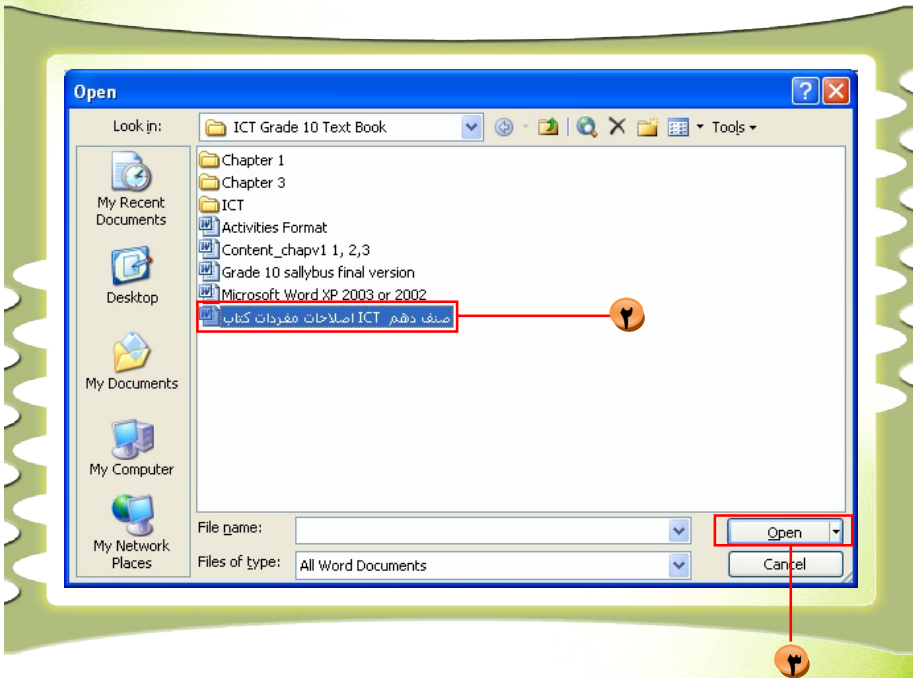 Open
Look in:
ICT Grade 10 Text Book
Tools
My Recent Documents
Desktop
My Documents
My Computer
My Network Places
Chapter 1
Chapter 3
ICT
Activities Format
Content_chapv1 1, 2,3
Grade 10 sallybus final version
Microsoft Word XP 2003 or 2002
صنف دهم ICT اصلاحات مفردات کتاب
۲
File name:
Open
Files of type:
All Word Documents
Cancel
۳